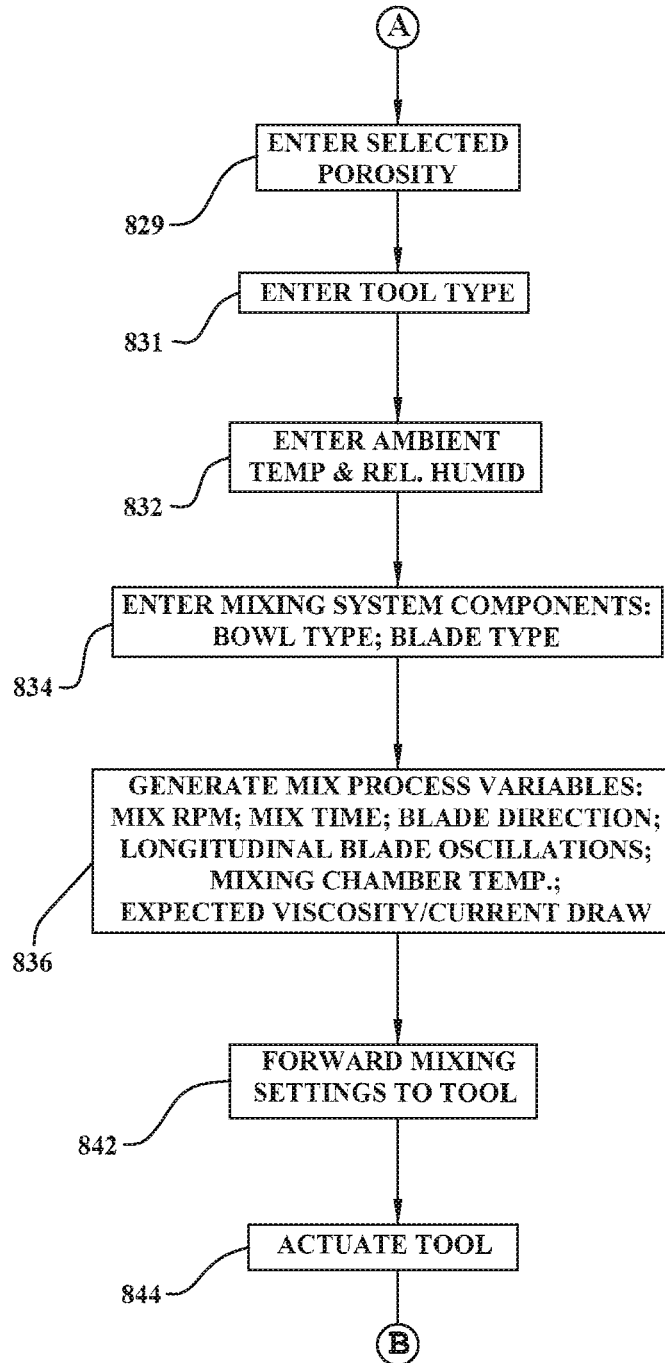 A
ENTER SELECTED
POROSITY
829
ENTER TOOL TYPE
831
ENTER AMBIENT
TEMP & REL. HUMID
832
ENTER MIXING SYSTEM COMPONENTS:
BOWL TYPE; BLADE TYPE
834
GENERATE MIX PROCESS VARIABLES:
MIX RPM; MIX TIME; BLADE DIRECTION;
LONGITUDINAL BLADE OSCILLATIONS;
MIXING CHAMBER TEMP.;
EXPECTED VISCOSITY/CURRENT DRAW
836
FORWARD MIXING
SETTINGS TO TOOL
842
ACTUATE TOOL
844
B